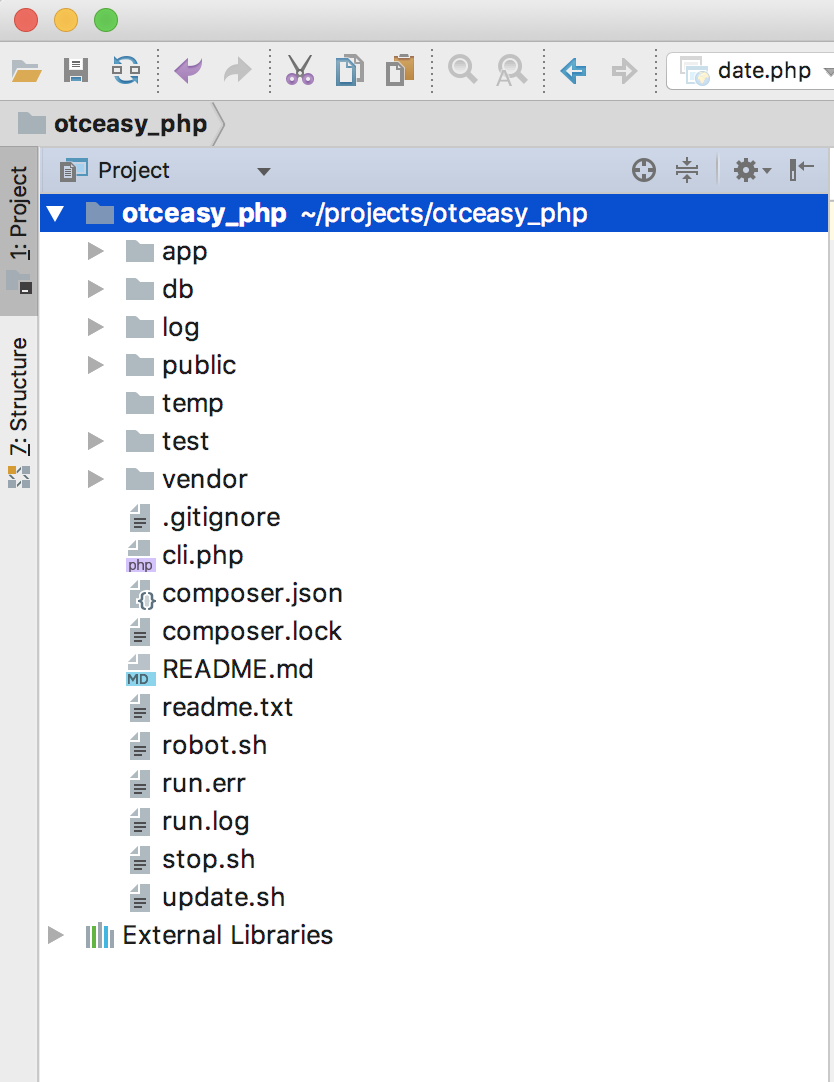 date.php
otceasy_php
Project
1: Project
7: Structure
otceasy_php ~/projects/otceasy_php
app
db
log
public
temp
test
vendor
.gitignore
php cli.php
composer.json
composer.lock
MD README.md
readme.txt
robot.sh
run.err
run.log
stop.sh
update.sh
External Libraries